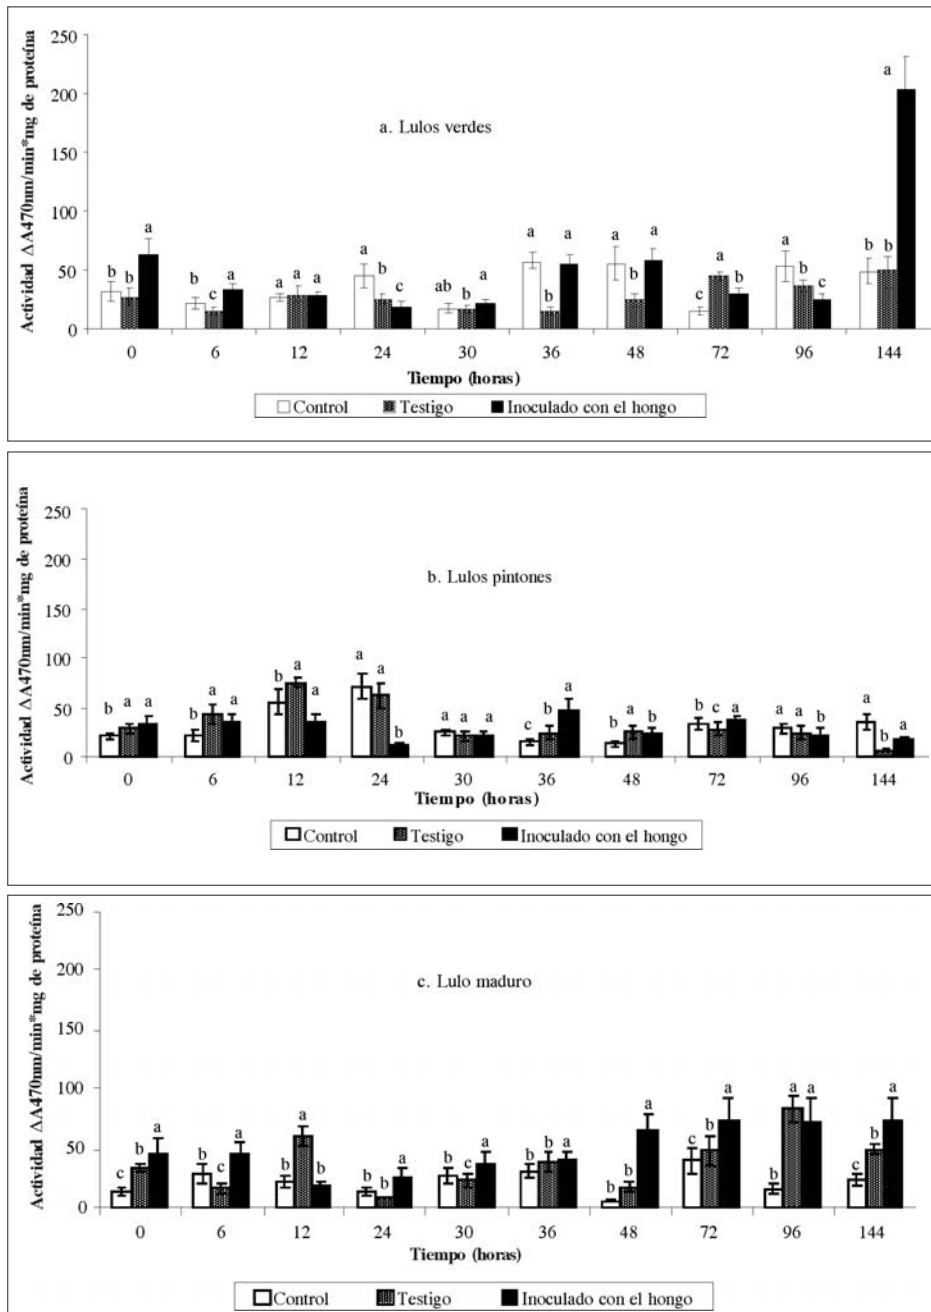 Actividad ΔA470nm/min*mg de proteína
250
200
150
100
50
0
a. Lulos verdes
b b a
b c a
a a a
a b c
ab b a
a b a
a b a
c a b
a b c
b b a
0 6 12 24 30 36 48 72 96 144
Tiempo (horas)
Control Testigo Inoculado con el hongo
Actividad ΔA470nm/min*mg de proteína
250
200
150
100
50
0
b. Lulos pintones
b a a
b a a
b a a
a a b
a a a
c b a
b a b
b c a
a a b
a b a
0 6 12 24 30 36 48 72 96 144
Tiempo (horas)
Control Testigo Inoculado con el hongo
Actividad ΔA470nm/min*mg de proteína
250
200
150
100
50
0
c. Lulo maduro
c b a
b c a
b a b
b b a
b c a
b b a
b b a
c b a
b a a
c b a
0 6 12 24 30 36 48 72 96 144
Tiempo (horas)
Control Testigo Inoculado con el hongo